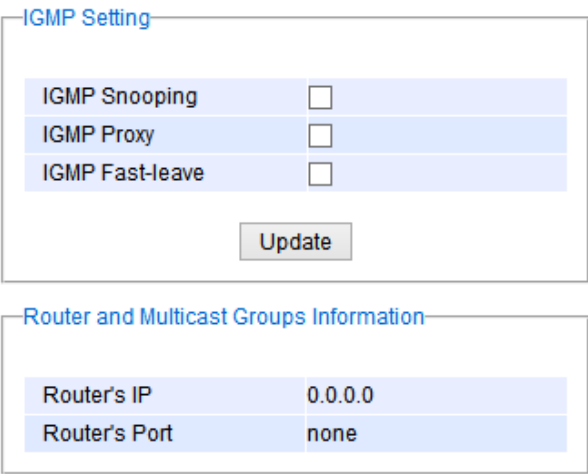 IGMP Setting
IGMP Snooping
IGMP Proxy
IGMP Fast-leave
Update
Router and Multicast Groups Information
Router's IP 0.0.0.0
Router's Port none